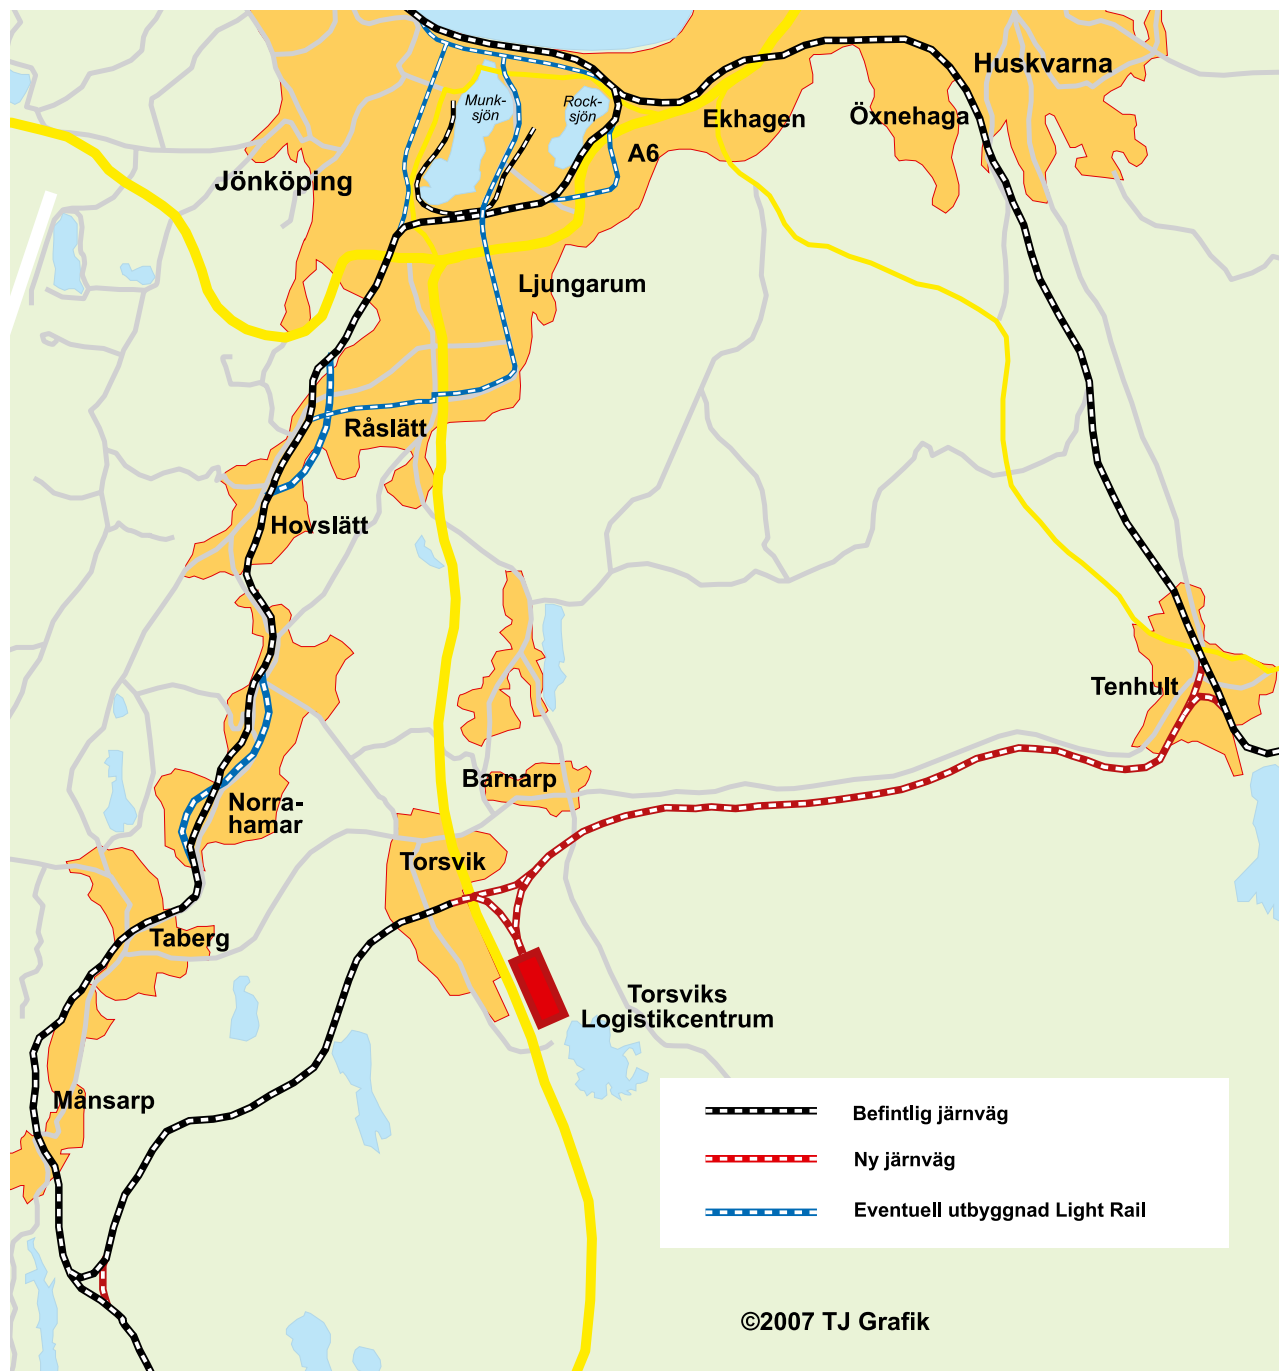 Huskvarna
Munk-
sjön
Rock-
sjön
Ekhagen
Öxnehaga
A6
Jönköping
Ljungarum
Råslätt
Hovslätt
Tenhult
Barnarp
Norra-
hamar
Torsvik
Taberg
Torsviks
Logistikcentrum
Månsarp
Befintlig järnväg
Ny järnväg
Eventuell utbyggnad Light Rail
©2007 TJ Grafik